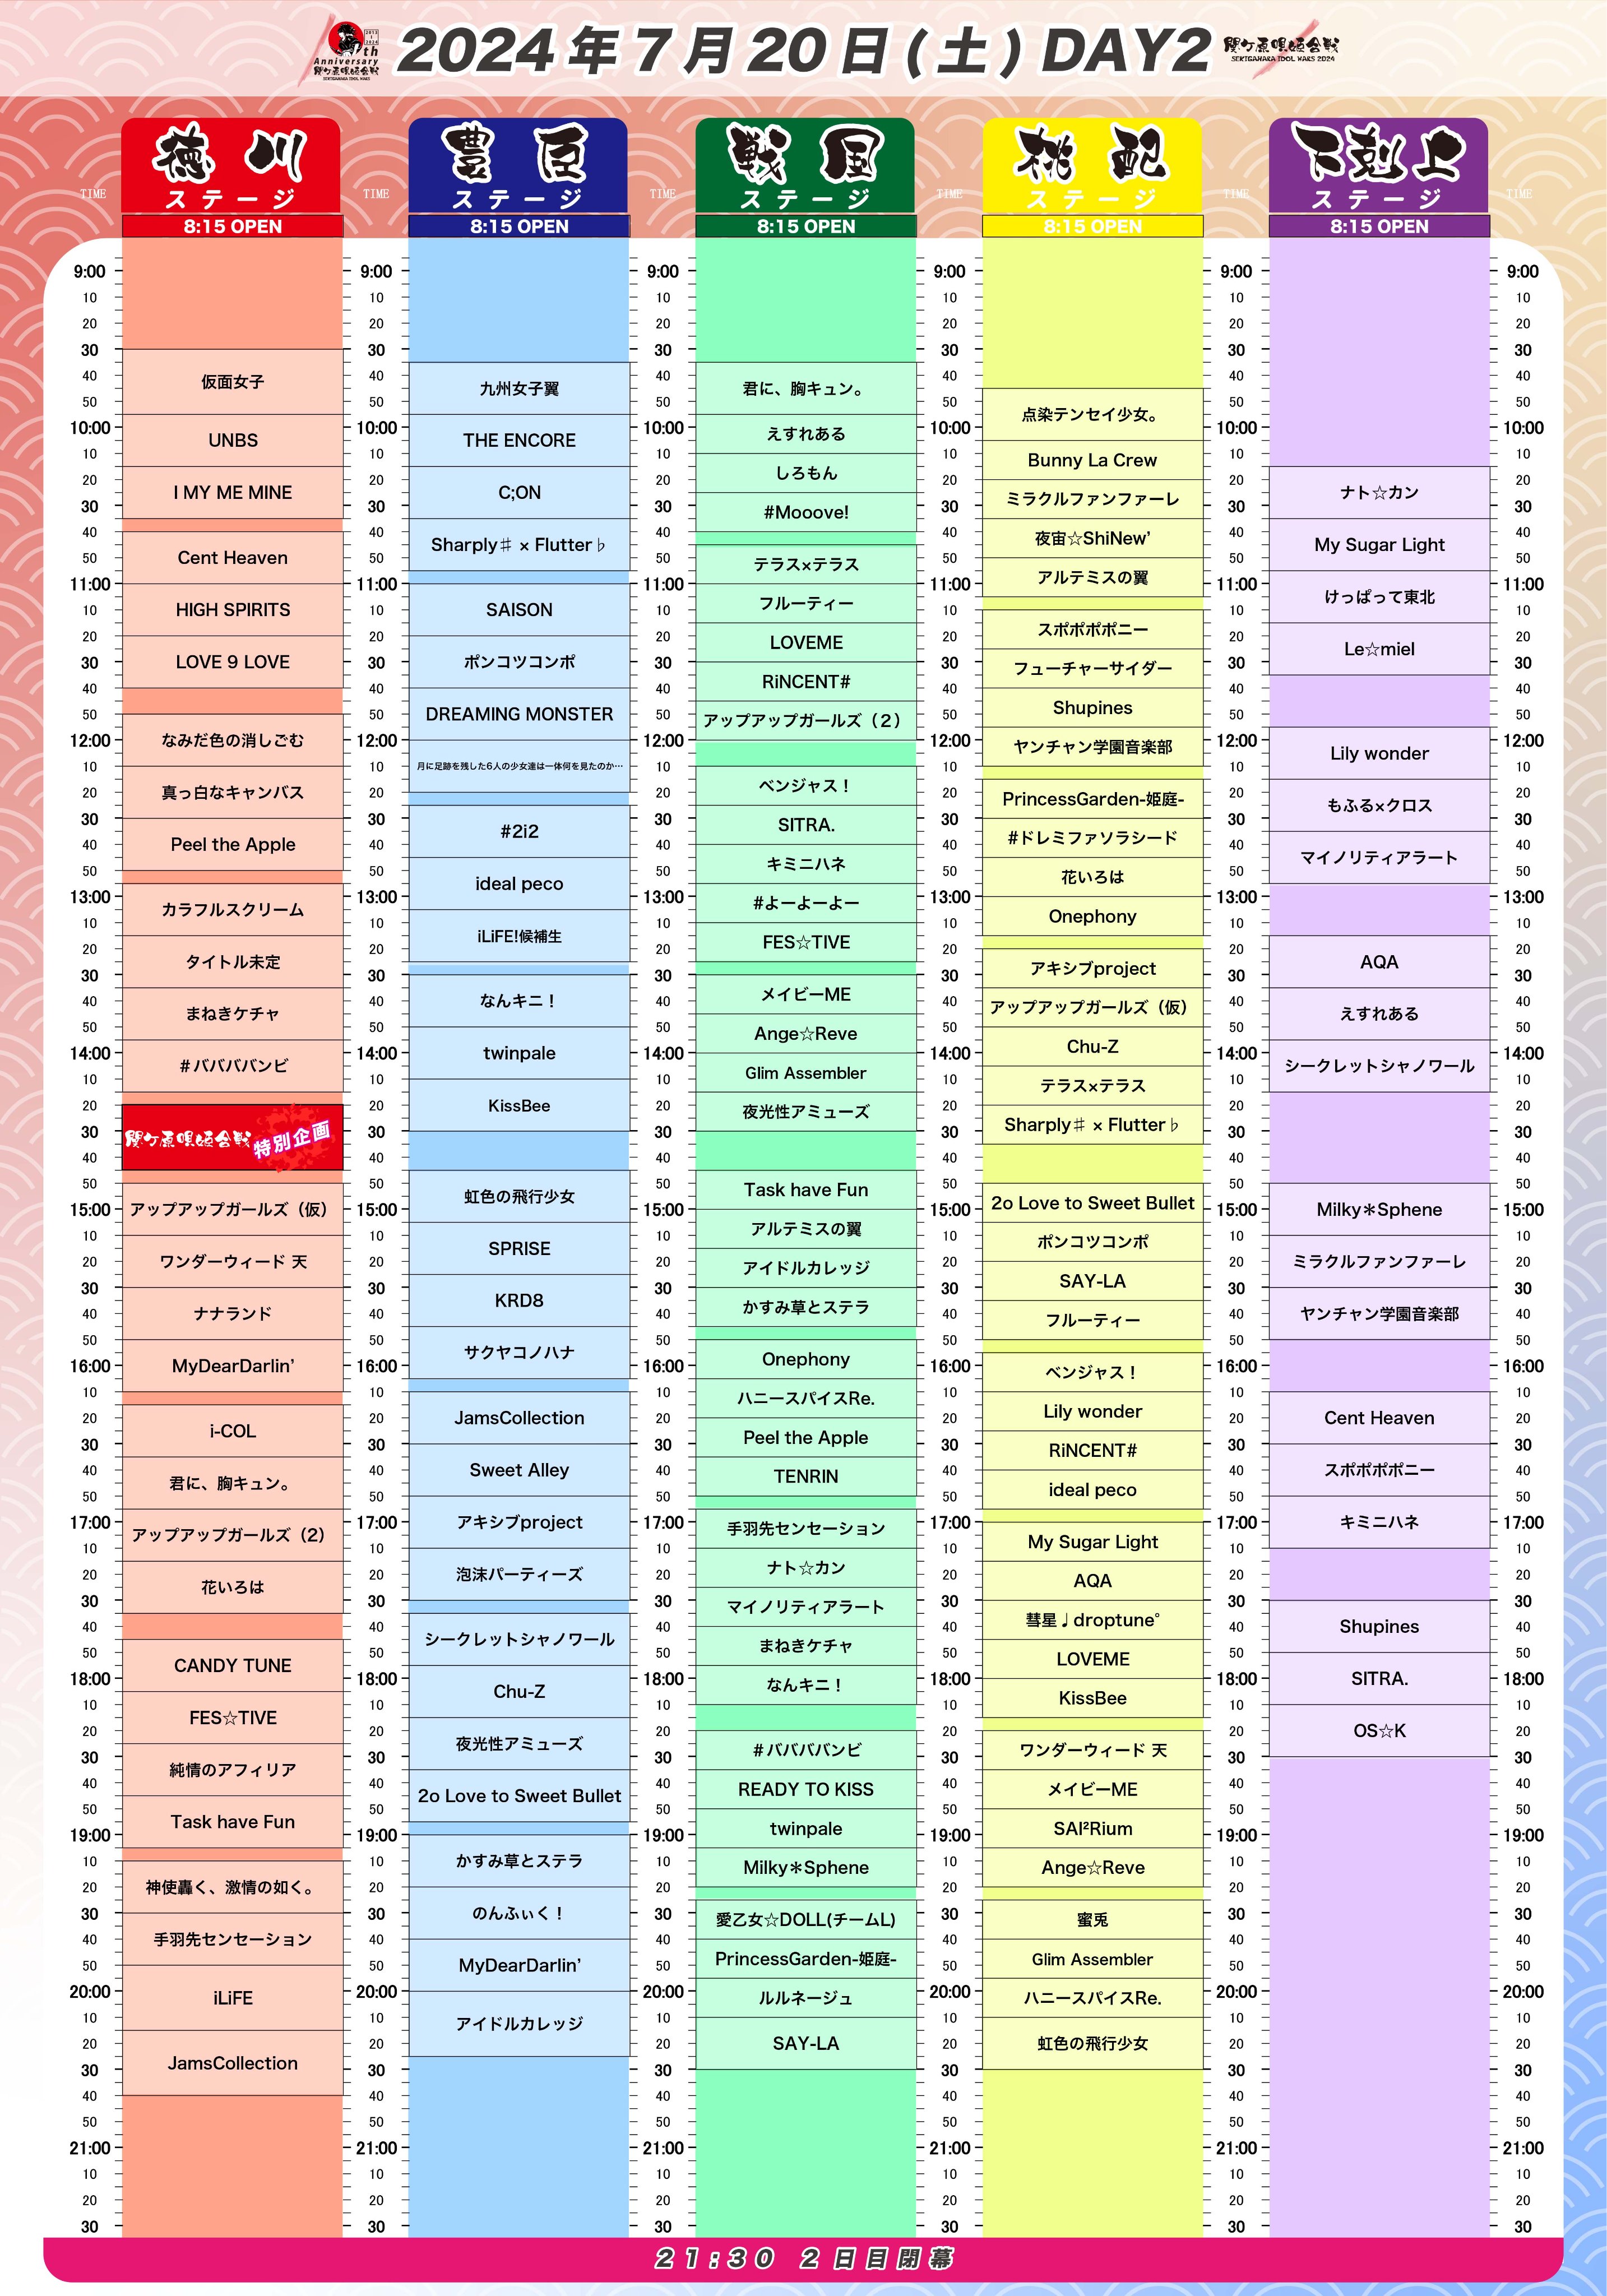 2013
2024
th
Anniversary
関ケ原唄姫合戦
SEKIGAHARA IDOL WARS
2024年7月20日(土) DAY2
関ケ原唄姫合戦
SEKIGAHARA IDOL WARS 2024
徳川
ステージ
8:15 OPEN
豊臣
ステージ
8:15 OPEN
戦国
ステージ
8:15 OPEN
桃配
ステージ
8:15 OPEN
下剋上
ステージ
8:15 OPEN
TIME
TIME
TIME
TIME
TIME
TIME
9:00
10
20
30
40
50
10:00
10
20
30
40
50
11:00
10
20
30
40
50
12:00
10
20
30
40
50
13:00
10
20
30
40
50
14:00
10
20
30
40
50
15:00
10
20
30
40
50
16:00
10
20
30
40
50
17:00
10
20
30
40
50
18:00
10
20
30
40
50
19:00
10
20
30
40
50
20:00
10
20
30
40
50
21:00
10
20
30
仮面女子
UNBS
I MY ME MINE
Cent Heaven
HIGH SPIRITS
LOVE 9 LOVE
なみだ色の消しごむ
真っ白なキャンバス
Peel the Apple
カラフルスクリーム
タイトル未定
まねきケチャ
#ババババンビ
関ケ原唄姫合戦 特別企画
アップアップガールズ（仮）
ワンダーウィード 天
ナナランド
MyDearDarlin’
i-COL
君に、胸キュン。
アップアップガールズ（2）
花いろは
CANDY TUNE
FES☆TIVE
純情のアフィリア
Task have Fun
神使轟く、激情の如く。
手羽先センセーション
iLiFE
JamsCollection
九州女子翼
THE ENCORE
C;ON
Sharply♯ × Flutter♭
SAISON
ポンコツコンポ
DREAMING MONSTER
月に足跡を残した6人の少女達は一体何を見たのか…
#2i2
ideal peco
iLiFE!候補生
なんキニ！
twinpale
KissBee
虹色の飛行少女
SPRISE
KRD8
サクヤコノハナ
JamsCollection
Sweet Alley
アキシブproject
泡沫パーティーズ
シークレットシャノワール
Chu-Z
夜光性アミューズ
2o Love to Sweet Bullet
かすみ草とステラ
のんふぃく！
MyDearDarlin’
アイドルカレッジ
君に、胸キュン。
えすれある
しろもん
#Mooove!
テラス×テラス
フルーティー
LOVEME
RiNCENT#
アップアップガールズ（２）
ベンジャス！
SITRA.
キミニハネ
#よーよーよー
FES☆TIVE
メイビーME
Ange☆Reve
Glim Assembler
夜光性アミューズ
Task have Fun
アルテミスの翼
アイドルカレッジ
かすみ草とステラ
Onephony
ハニースパイスRe.
Peel the Apple
TENRIN
手羽先センセーション
ナト☆カン
マイノリティアラート
まねきケチャ
なんキニ！
#ババババンビ
READY TO KISS
twinpale
Milky＊Sphene
愛乙女☆DOLL(チームL)
PrincessGarden-姫庭-
ルルネージュ
SAY-LA
点染テンセイ少女。
Bunny La Crew
ミラクルファンファーレ
夜宙☆ShiNew’
アルテミスの翼
スポポポポニー
フューチャーサイダー
Shupines
ヤンチャン学園音楽部
PrincessGarden-姫庭-
#ドレミファソラシード
花いろは
Onephony
アキシブproject
アップアップガールズ（仮）
Chu-Z
テラス×テラス
Sharply♯ × Flutter♭
2o Love to Sweet Bullet
ポンコツコンポ
SAY-LA
フルーティー
ベンジャス！
Lily wonder
RiNCENT#
ideal peco
My Sugar Light
AQA
彗星♩droptune°
LOVEME
KissBee
ワンダーウィード 天
メイビーME
SAI²Rium
Ange☆Reve
蜜兎
Glim Assembler
ハニースパイスRe.
虹色の飛行少女
ナト☆カン
My Sugar Light
けっぱって東北
Le☆miel
Lily wonder
もふる×クロス
マイノリティアラート
AQA
えすれある
シークレットシャノワール
Milky＊Sphene
ミラクルファンファーレ
ヤンチャン学園音楽部
Cent Heaven
スポポポポニー
キミニハネ
Shupines
SITRA.
OS☆K
21:30 2日目閉幕